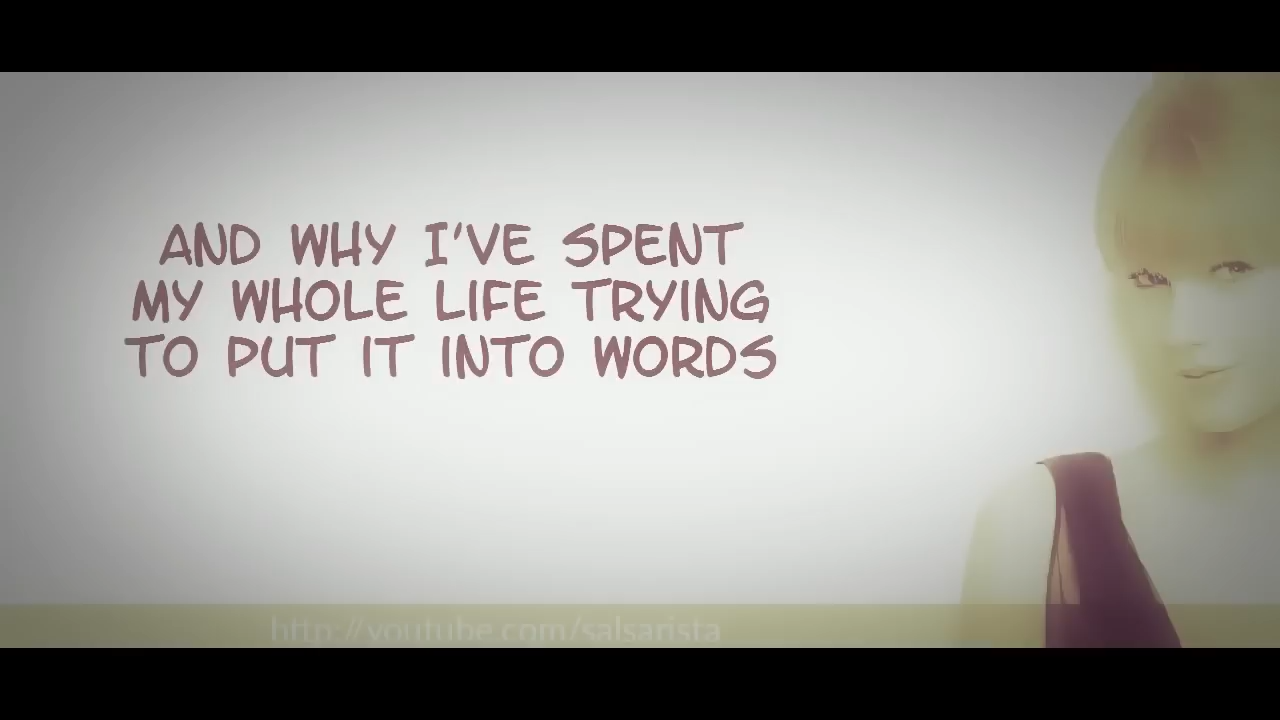 AND WHY I'VE SPENT
MY WHOLE LIFE TRYING
TO PUT IT INTO WORDS
http://youtube.com/salsarista